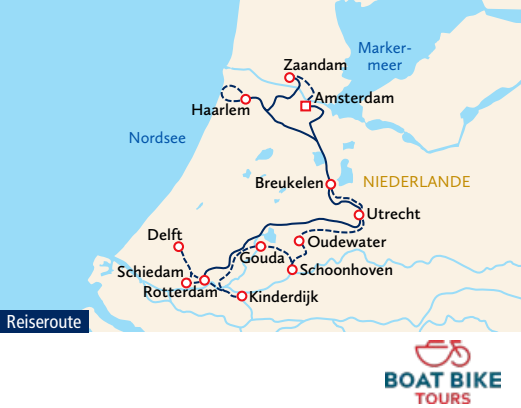 Marker-
meer
Zaandam
Amsterdam
Haarlem
Nordsee
Breukelen
NIEDERLANDE
Utrecht
Delft
Oudewater
Gouda
Schiedam
Schoonhoven
Rotterdam
Kinderdijk
Reiseroute
BOAT BIKE
TOURS